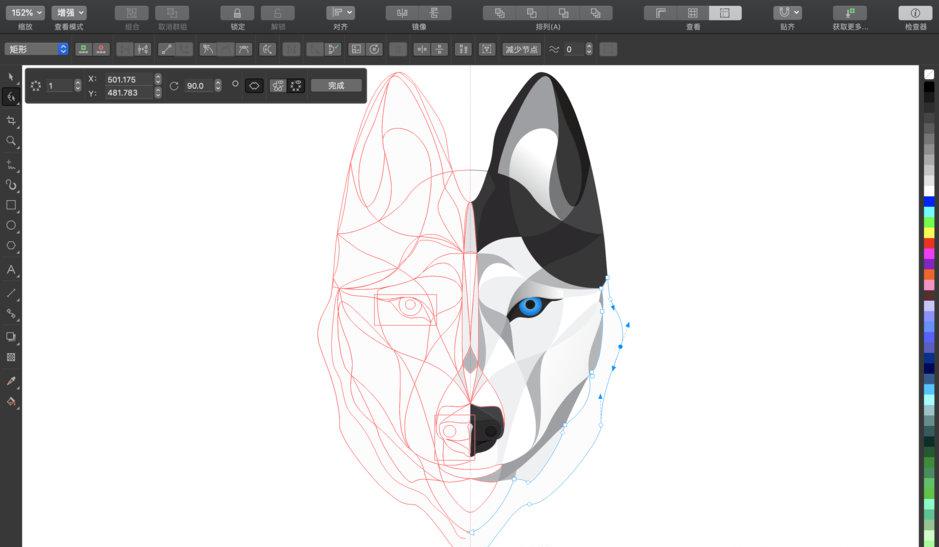 152% 增强
缩放 查看模式 组合 取消群组 锁定 解锁 对齐 镜像 排列(A) 查看 贴齐 获取更多... 检查器
矩形 减少节点 0
1 X: 501.175 90.0 完成
Y: 481.783
A